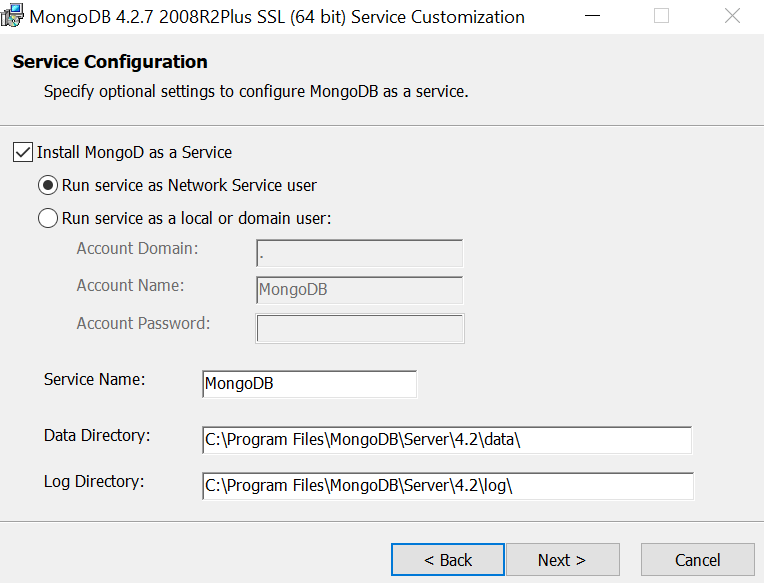 MongoDB 4.2.7 2008R2Plus SSL (64 bit) Service Customization
Service Configuration
Specify optional settings to configure MongoDB as a service.
Install MongoD as a Service
Run service as Network Service user
Run service as a local or domain user:
Account Domain: .
Account Name: MongoDB
Account Password:
Service Name: MongoDB
Data Directory: C:\Program Files\MongoDB\Server\4.2\data\
Log Directory: C:\Program Files\MongoDB\Server\4.2\log\
< Back Next > Cancel